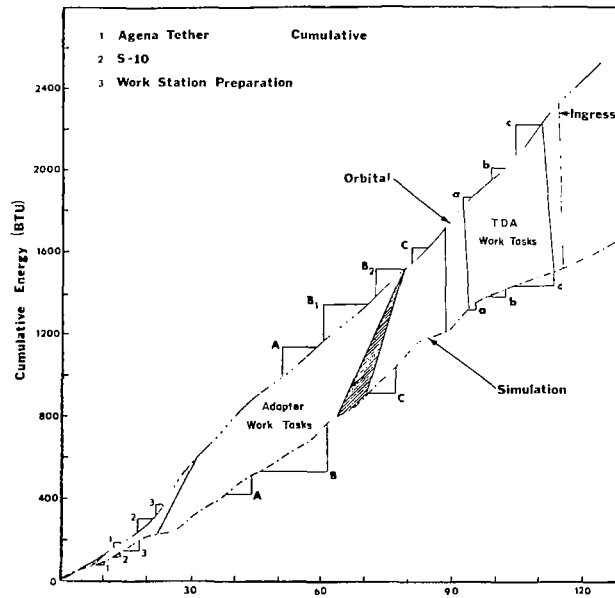 1 Agena Tether Cumulative
2 S-10
3 Work Station Preparation
2400
2000
1600
1200
800
400
0
Cumulative Energy (BTU)
30
60
90
120
Ingress
Orbital
TDA
Work Tasks
Simulation
Adapter
Work Tasks
A
B1
B2
C
a
b
c
1
2
3
1
2
3
A
B
C
a
b
c